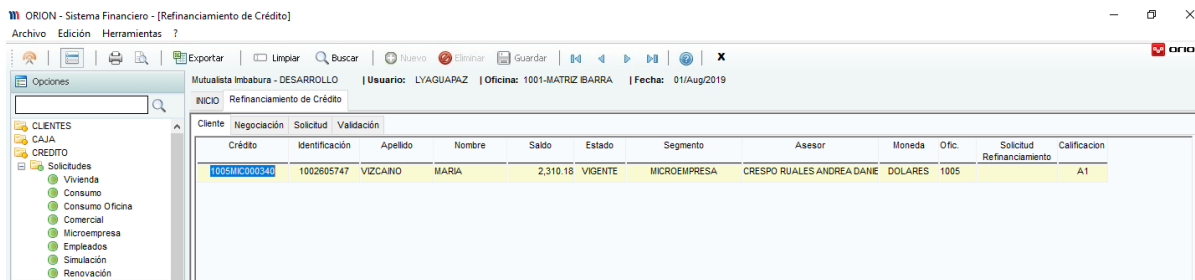 ORION - Sistema Financiero - [Refinanciamiento de Crédito]
Archivo Edición Herramientas ?
Exportar Limpiar Buscar Nuevo Eliminar Guardar X
orio
Opciones
Mutualista Imbabura - DESARROLLO | Usuario: LYAGUAPAZ | Oficina: 1001-MATRIZ IBARRA | Fecha: 01/Aug/2019
INICIO Refinanciamiento de Crédito
Cliente Negociación Solicitud Validación
CLIENTES
CAJA
CREDITO
Solicitudes
Vivienda
Consumo
Consumo Oficina
Comercial
Microempresa
Empleados
Simulación
Renovación
Crédito Identificación Apellido Nombre Saldo Estado Segmento Asesor Moneda Ofic. Solicitud Refinanciamiento Calificacion
1005MIC000340 1002605747 VIZCAINO MARIA 2,310.18 VIGENTE MICROEMPRESA CRESPO RUALES ANDREA DANIE DOLARES 1005 A1